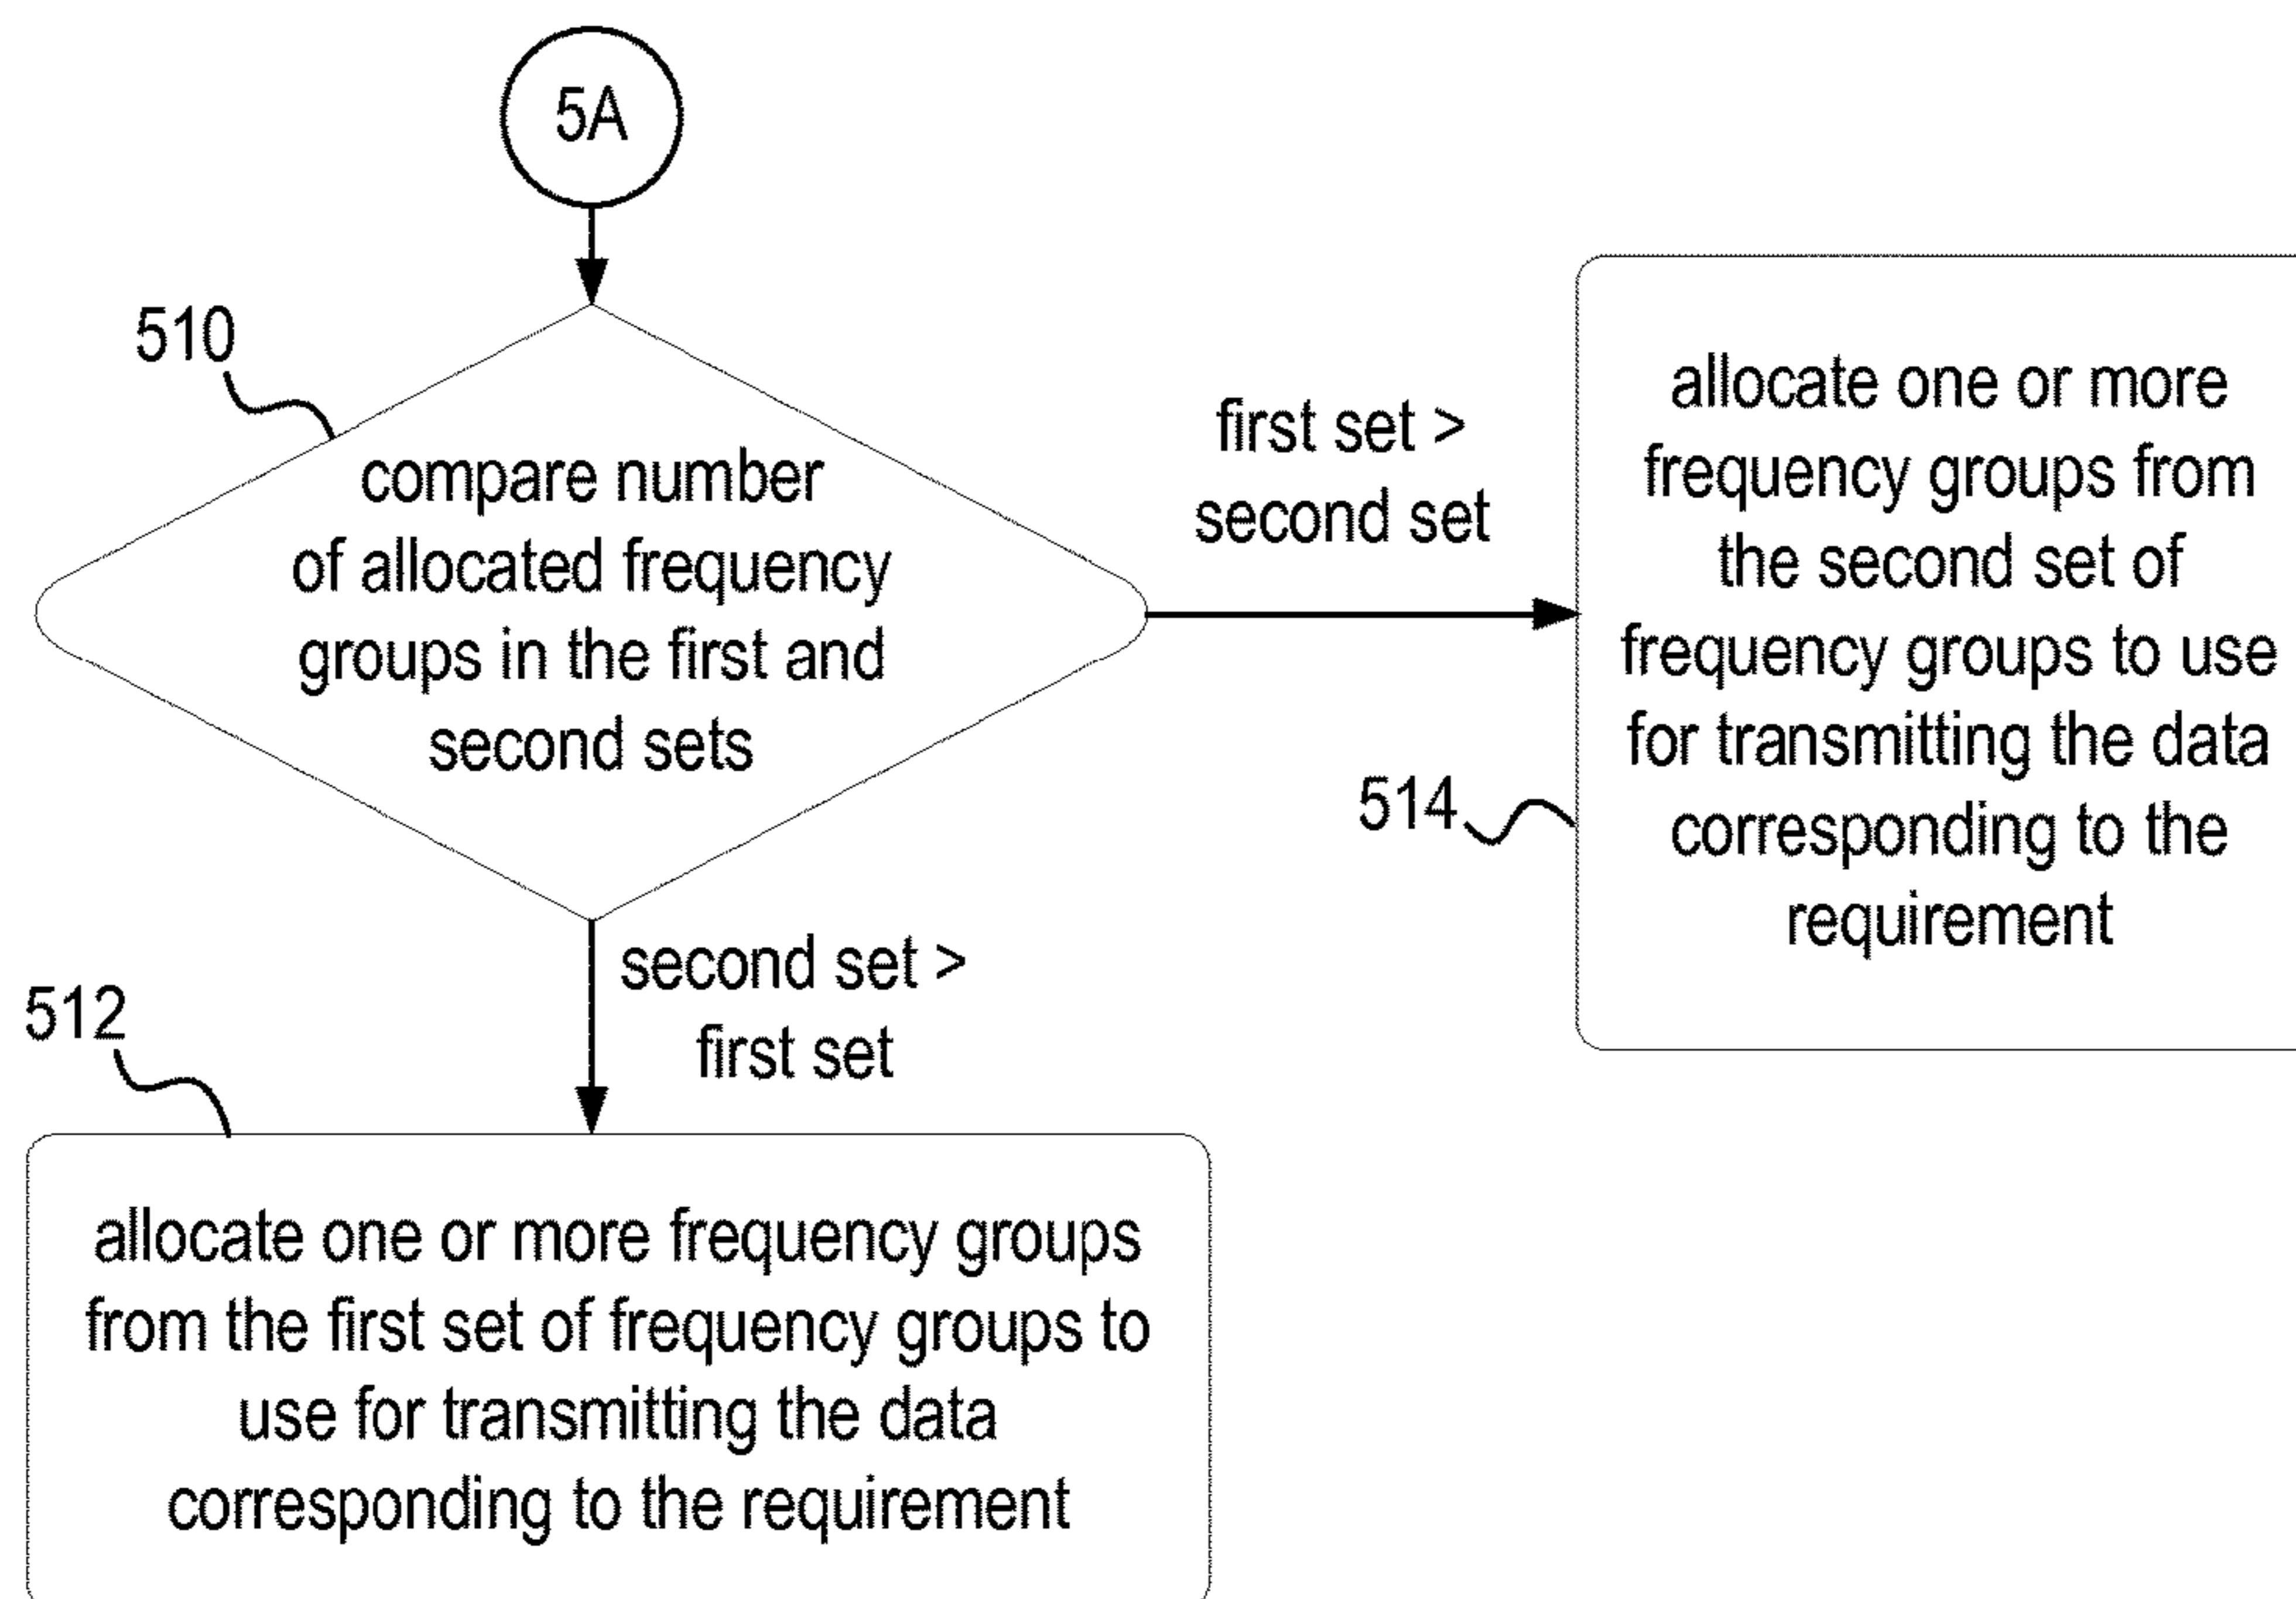 5A
510
compare number
of allocated frequency
groups in the first and
second sets
first set >
second set
514
allocate one or more
frequency groups from
the second set of
frequency groups to use
for transmitting the data
corresponding to the
requirement
second set >
first set
512
allocate one or more frequency groups
from the first set of frequency groups to
use for transmitting the data
corresponding to the requirement